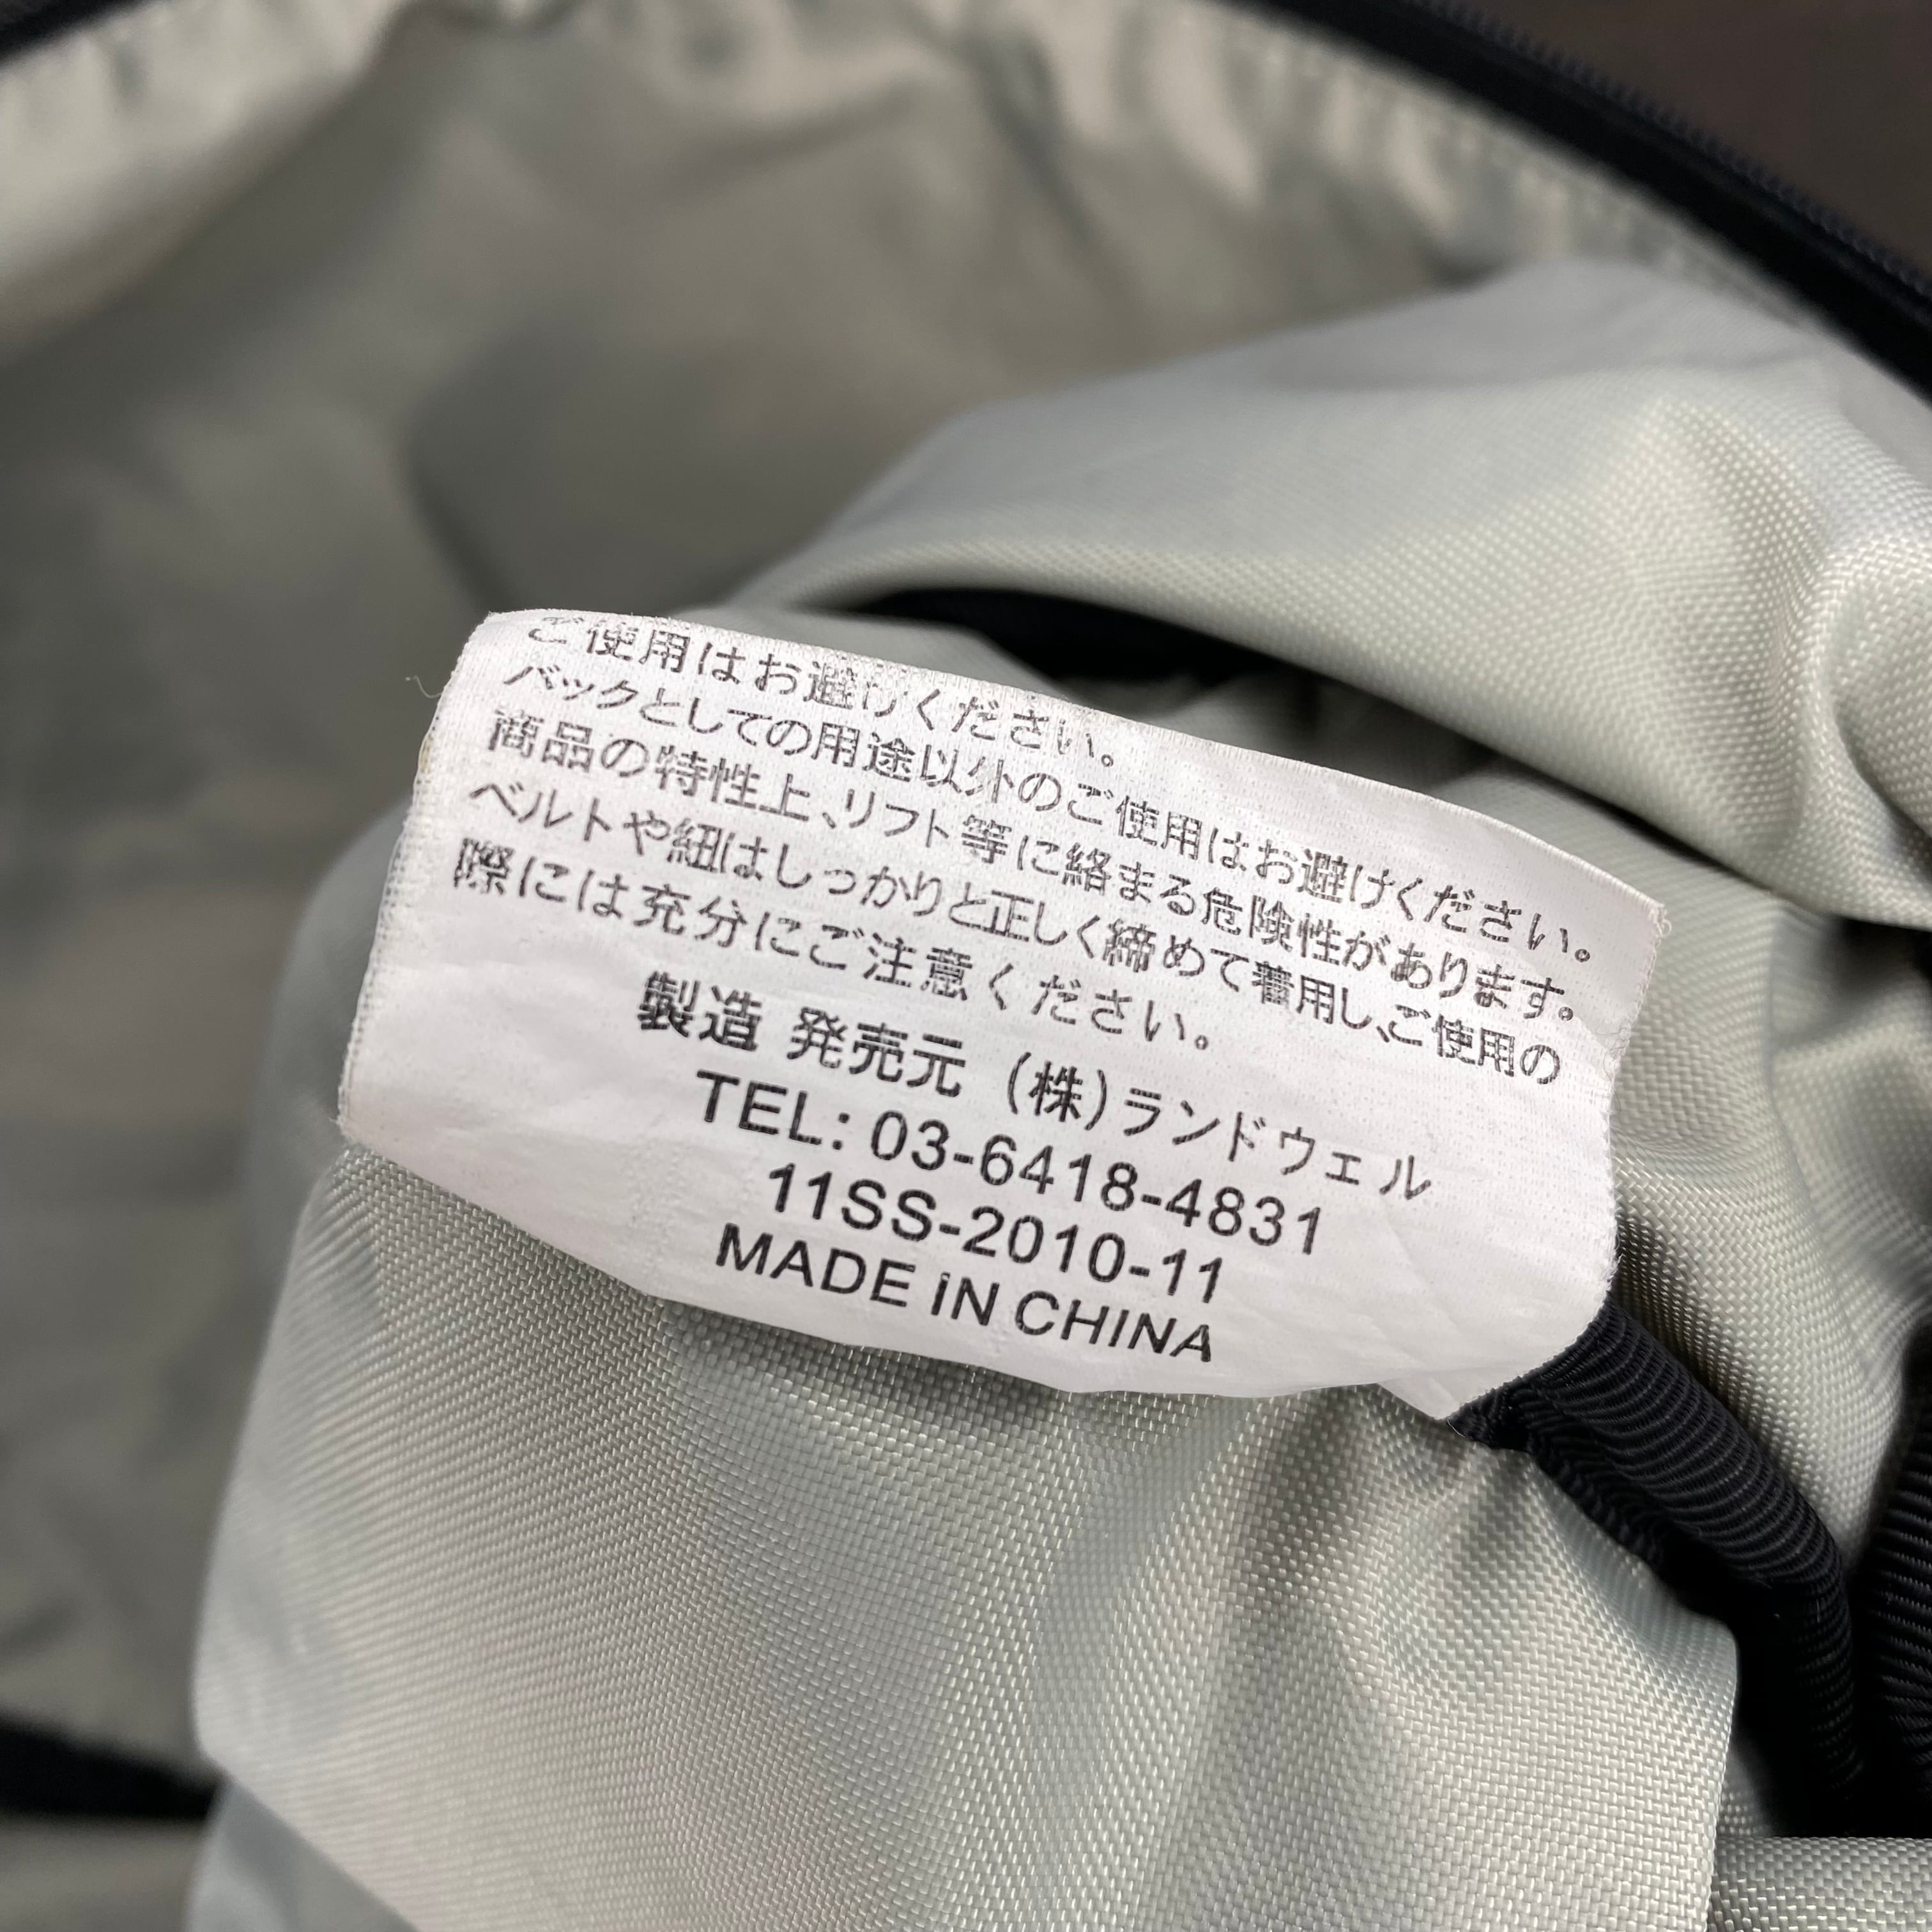 ご使用はお避けください。
バックとしての用途以外のご使用はお避けください。
商品の特性上、リフト等に絡まる危険性があります。
ベルトや紐はしっかりと正しく締めて着用し、ご使用の
際には充分にご注意ください。
製造 発売元 (株)ランドウェル
TEL: 03-6418-4831
11SS-2010-11
MADE IN CHINA